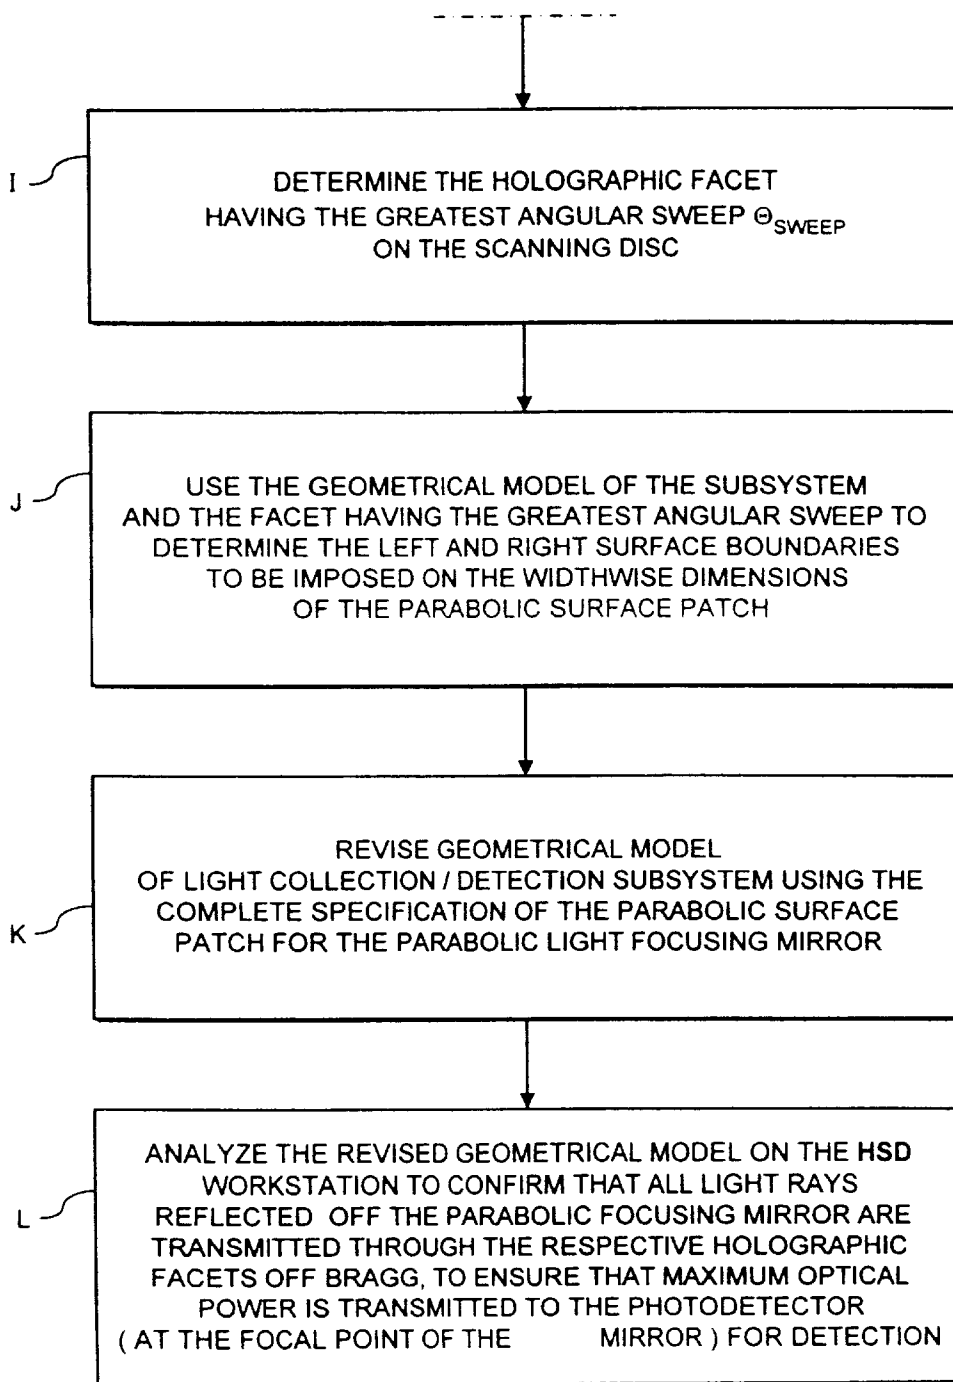 I
DETERMINE THE HOLOGRAPHIC FACET
HAVING THE GREATEST ANGULAR SWEEP ΘSWEEP
ON THE SCANNING DISC
J
USE THE GEOMETRICAL MODEL OF THE SUBSYSTEM
AND THE FACET HAVING THE GREATEST ANGULAR SWEEP TO
DETERMINE THE LEFT AND RIGHT SURFACE BOUNDARIES
TO BE IMPOSED ON THE WIDTHWISE DIMENSIONS
OF THE PARABOLIC SURFACE PATCH
K
REVISE GEOMETRICAL MODEL
OF LIGHT COLLECTION / DETECTION SUBSYSTEM USING THE
COMPLETE SPECIFICATION OF THE PARABOLIC SURFACE
PATCH FOR THE PARABOLIC LIGHT FOCUSING MIRROR
L
ANALYZE THE REVISED GEOMETRICAL MODEL ON THE HSD
WORKSTATION TO CONFIRM THAT ALL LIGHT RAYS
REFLECTED OFF THE PARABOLIC FOCUSING MIRROR ARE
TRANSMITTED THROUGH THE RESPECTIVE HOLOGRAPHIC
FACETS OFF BRAGG, TO ENSURE THAT MAXIMUM OPTICAL
POWER IS TRANSMITTED TO THE PHOTODETECTOR
( AT THE FOCAL POINT OF THE MIRROR ) FOR DETECTION